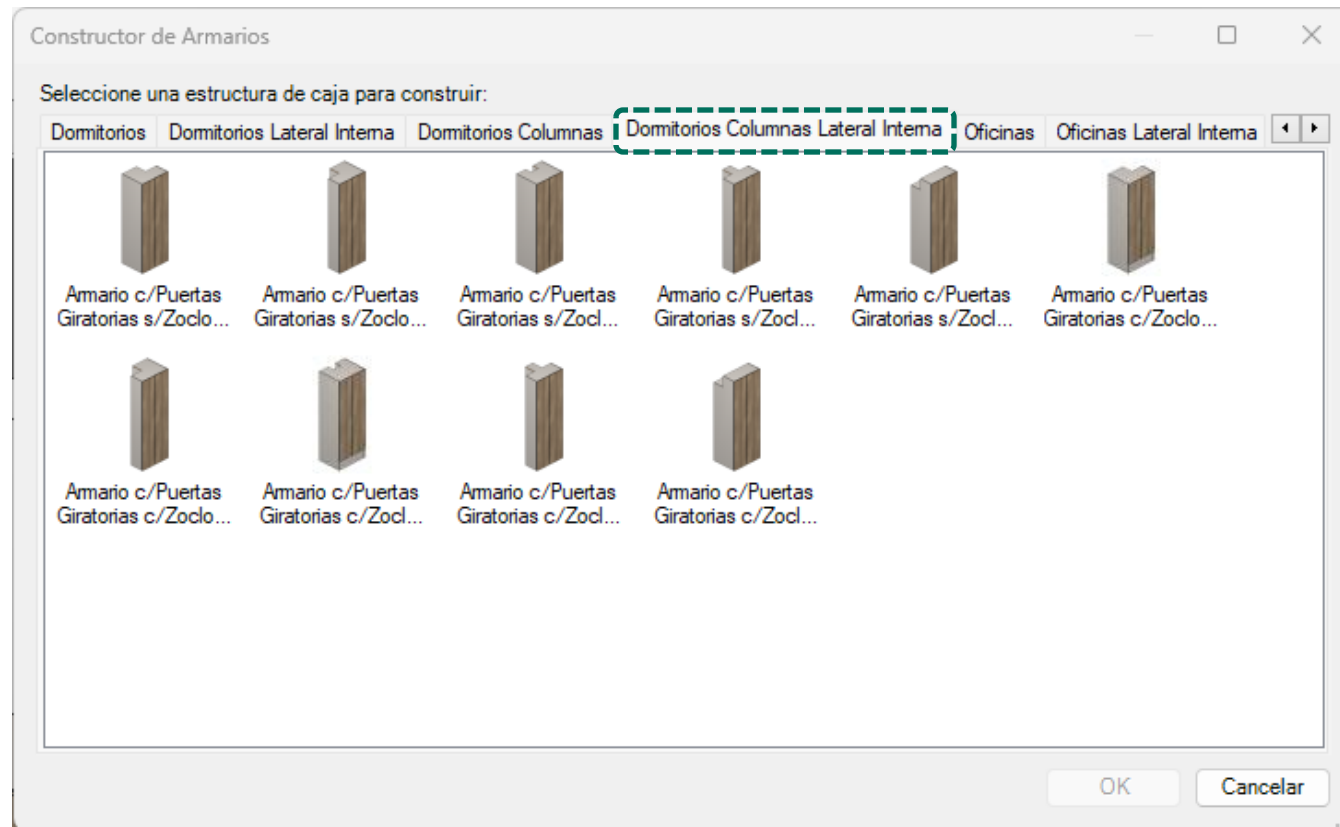 Constructor de Armarios
Seleccione una estructura de caja para construir:
Dormitorios Dormitorios Lateral Interna Dormitorios Columnas Dormitorios Columnas Lateral Interna Oficinas Oficinas Lateral Interna
Armario c/Puertas Armario c/Puertas Armario c/Puertas Armario c/Puertas Armario c/Puertas Armario c/Puertas
Giratorias s/Zoclo... Giratorias s/Zoclo... Giratorias s/Zocl... Giratorias s/Zocl... Giratorias s/Zocl... Giratorias c/Zoclo...
Armario c/Puertas Armario c/Puertas Armario c/Puertas Armario c/Puertas
Giratorias c/Zoclo... Giratorias c/Zocl... Giratorias c/Zocl... Giratorias c/Zocl...
OK Cancelar